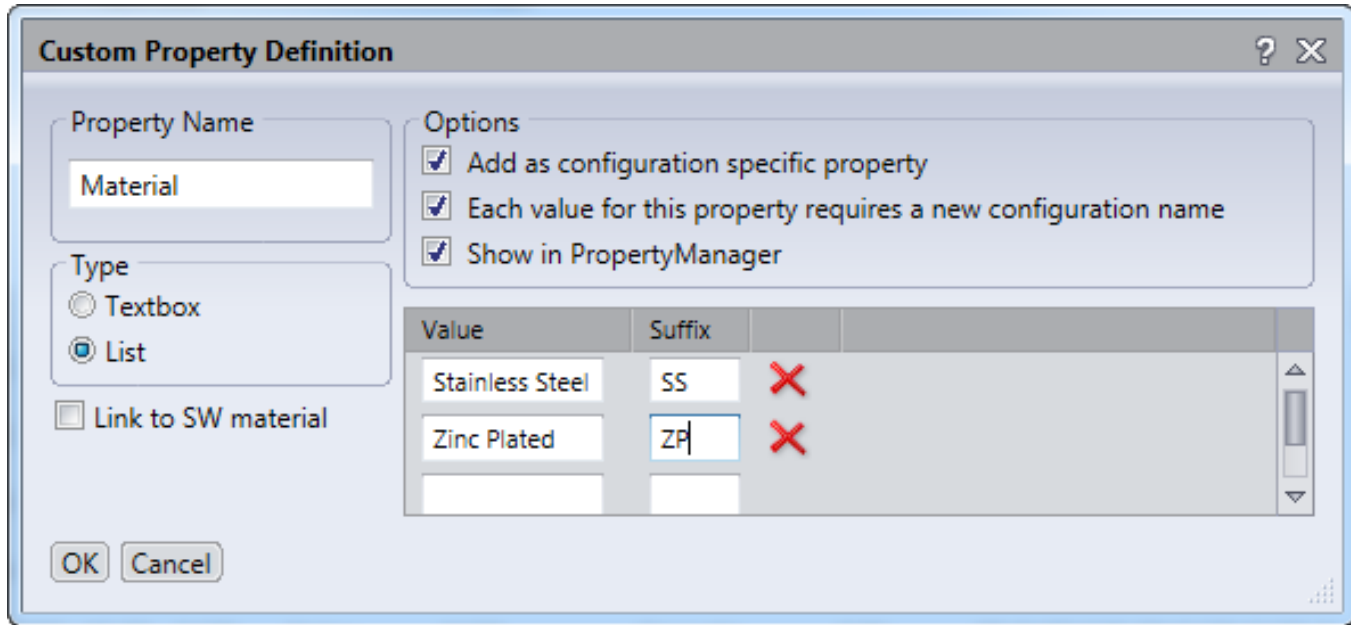 Custom Property Definition
Property Name
Material
Type
Textbox
List
Link to SW material
Options
Add as configuration specific property
Each value for this property requires a new configuration name
Show in PropertyManager
Value Suffix
Stainless Steel SS
Zinc Plated ZP
OK Cancel